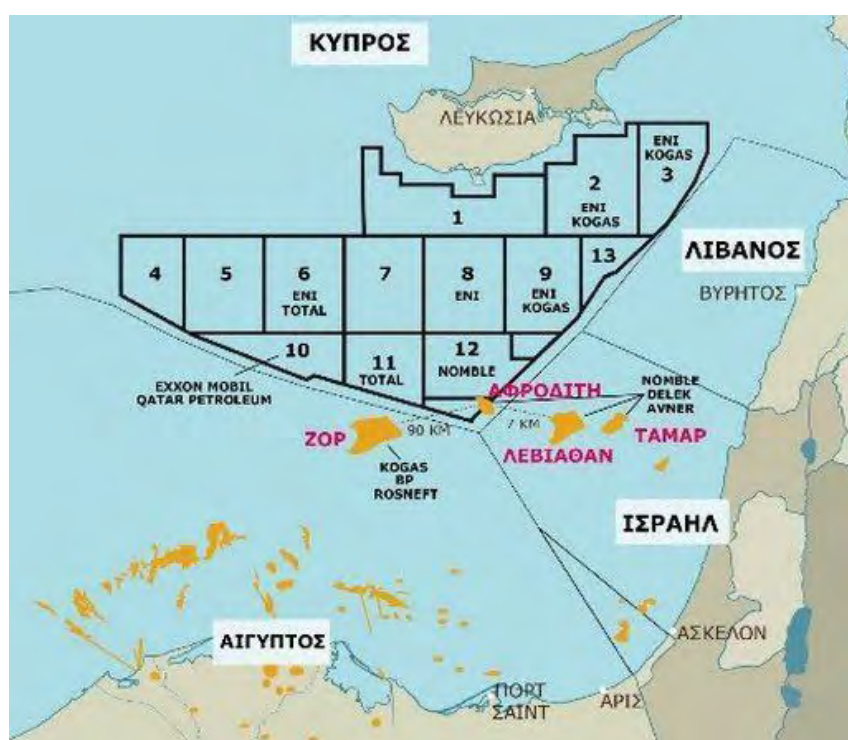 ΚΥΠΡΟΣ
ΛΕΥΚΩΣΙΑ
ENI
KOGAS
3
2
ENI
KOGAS
1
ΛΙΒΑΝΟΣ
ΒΥΡΗΤΟΣ
4
5
6
ENI
TOTAL
7
8
ENI
9
ENI
KOGAS
13
10
EXXON MOBIL
QATAR PETROLEUM
11
TOTAL
12
NOMBLE
ΑΦΡΟΔΙΤΗ
NOMBLE
DELEK
AVNER
ΖΟΡ
90 KM
7 KM
ΛΕΒΙΑΘΑΝ
ΤΑΜΑΡ
KOGAS
BP
ROSNEFT
ΙΣΡΑΗΛ
ΑΙΓΥΠΤΟΣ
ΑΣΚΕΛΟΝ
ΠΟΡΤ
ΣΑΙΝΤ
ΑΡΙΣ